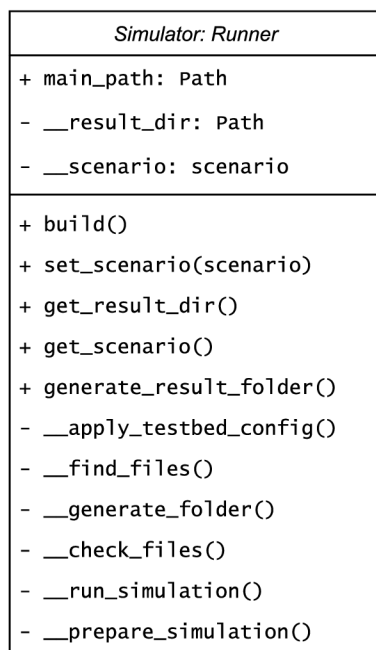 Simulator: Runner
+ main_path: Path
- __result_dir: Path
- __scenario: scenario
+ build()
+ set_scenario(scenario)
+ get_result_dir()
+ get_scenario()
+ generate_result_folder()
- __apply_testbed_config()
- __find_files()
- __generate_folder()
- __check_files()
- __run_simulation()
- __prepare_simulation()